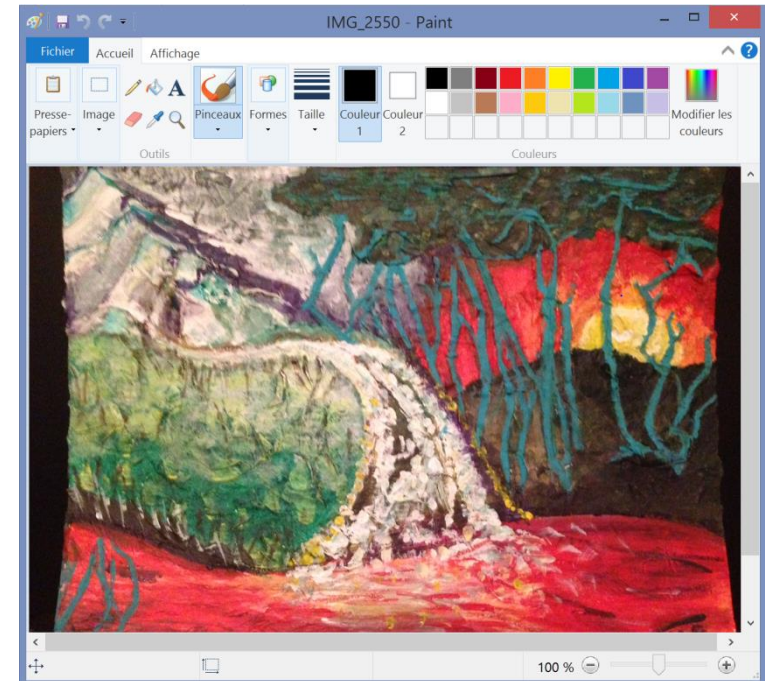 IMG_2550 - Paint
Fichier Accueil Affichage
Presse-
papiers
Image
Outils
Pinceaux
Formes
Taille
Couleur
1
Couleur
2
Modifier les
couleurs
Couleurs
100 %